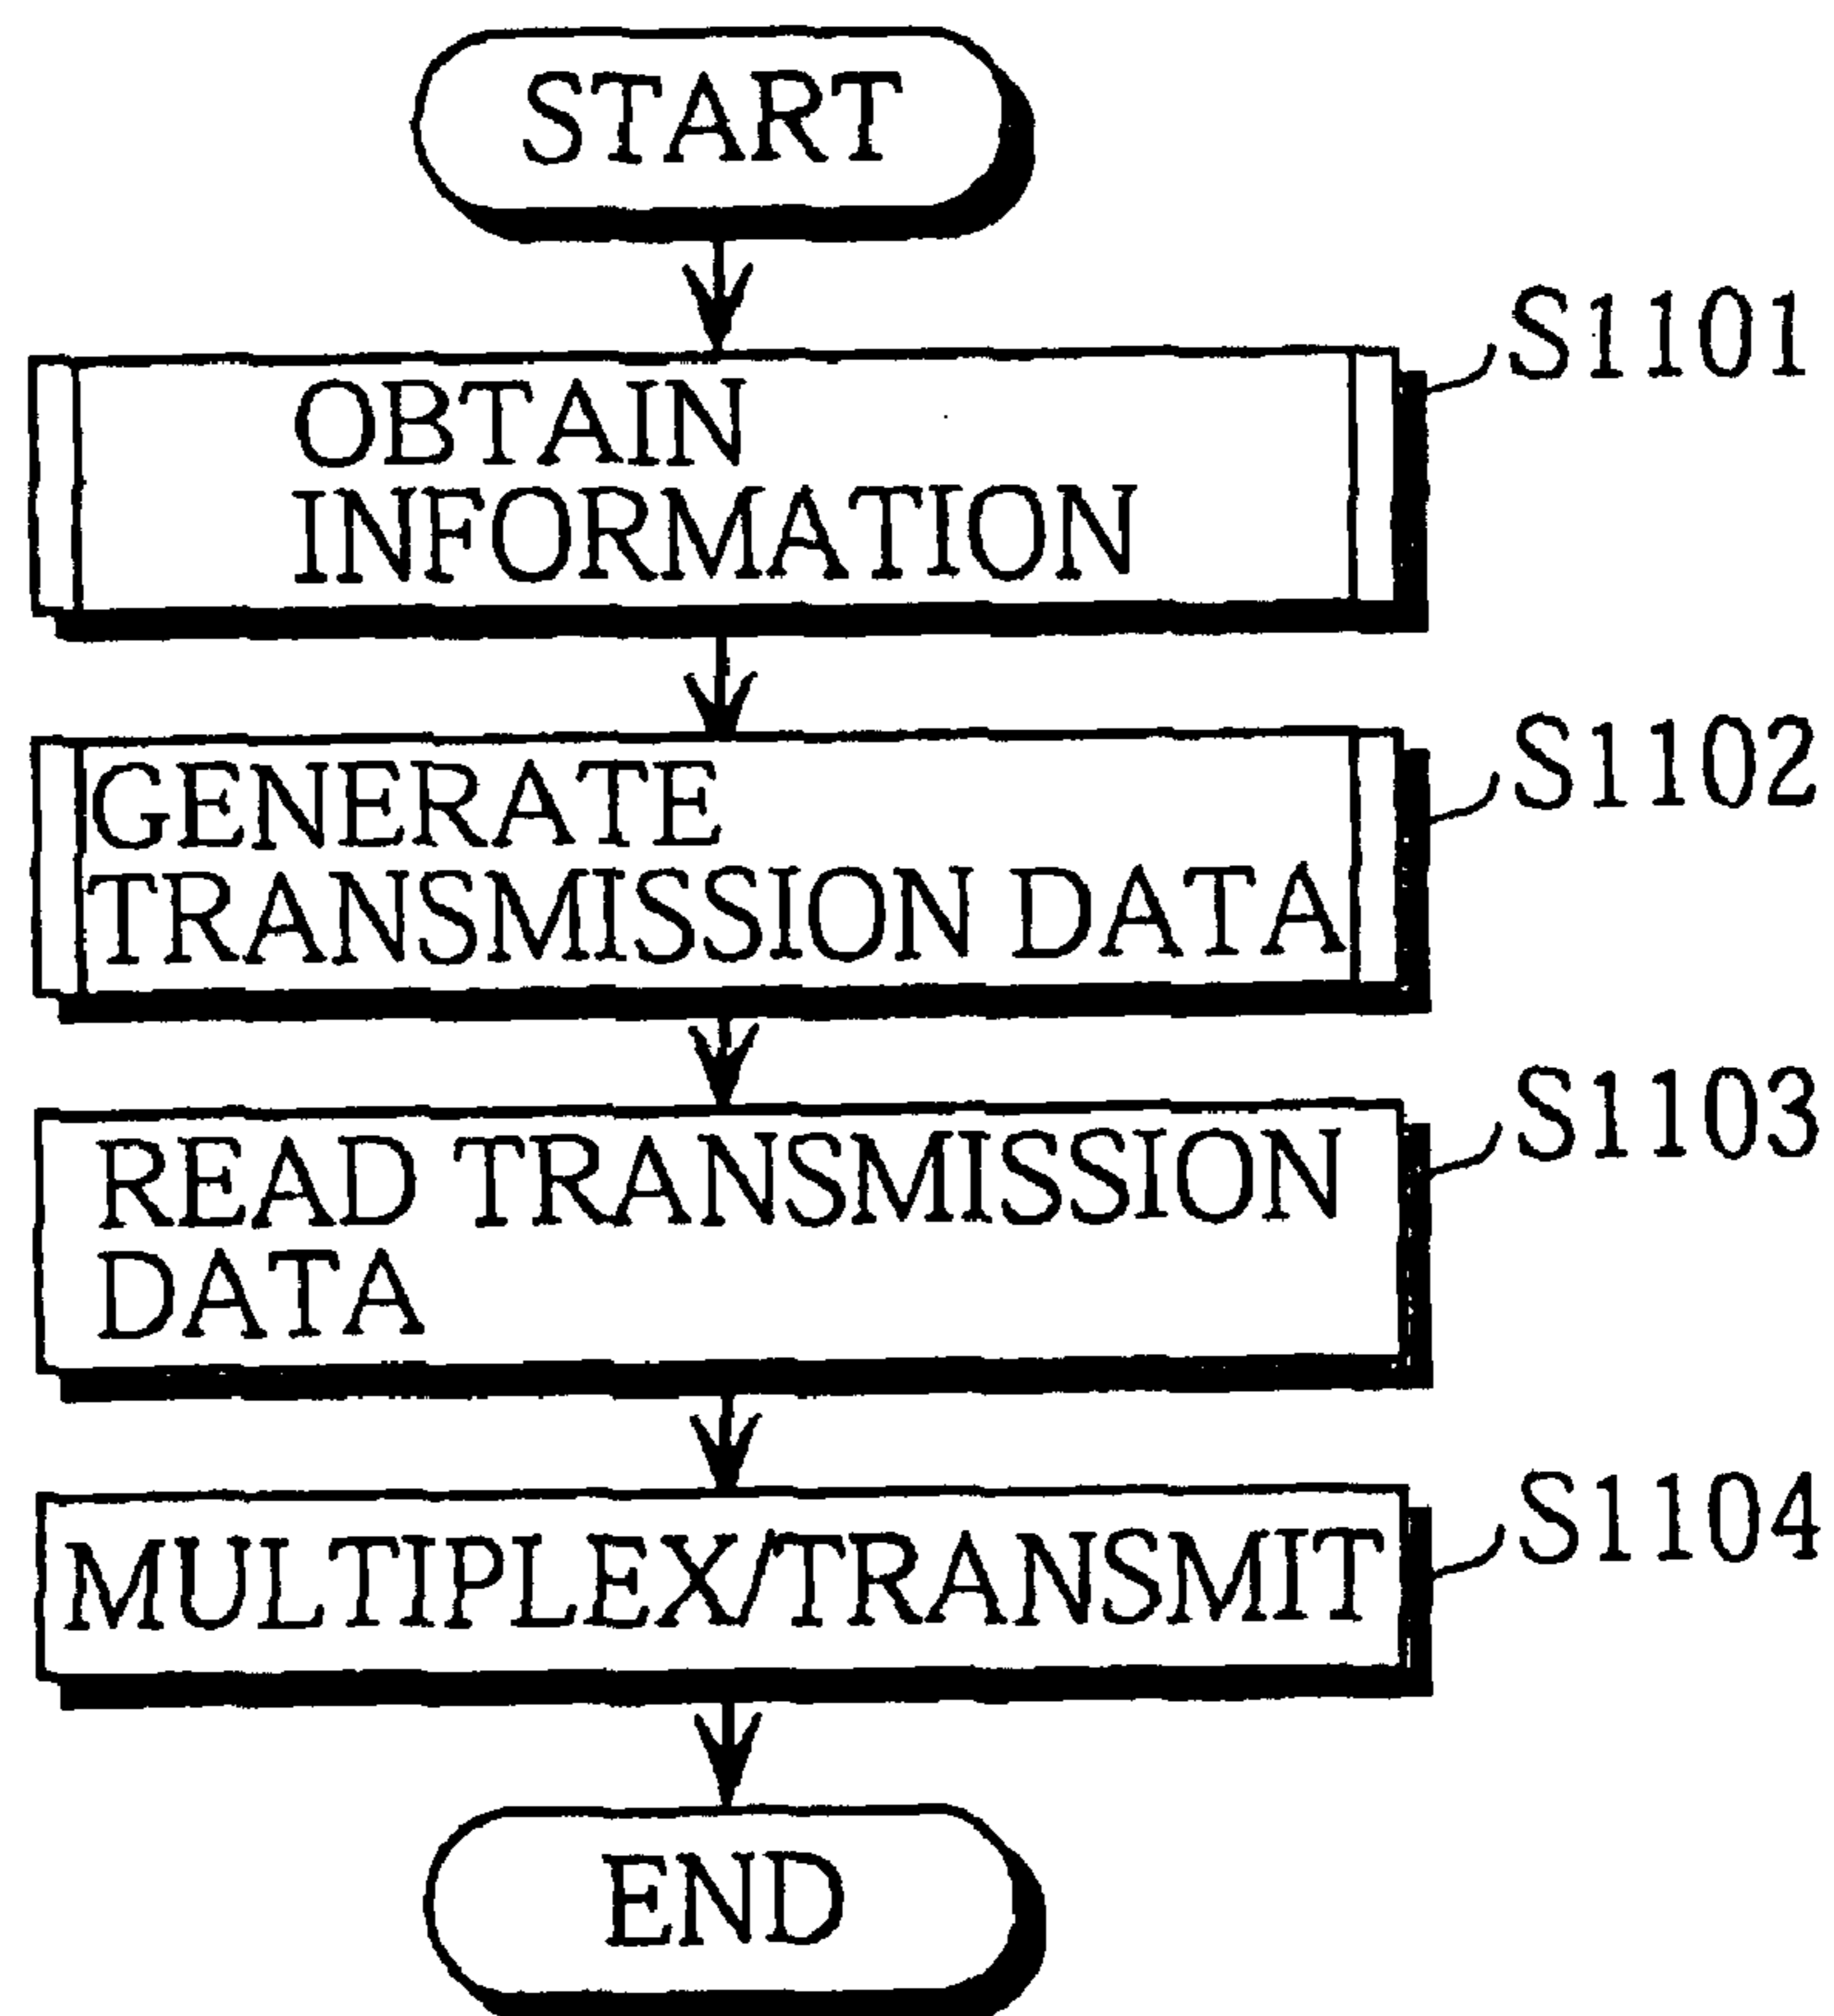 START
S1101
OBTAIN
INFORMATION
S1102
GENERATE
TRANSMISSION DATA
S1103
READ TRANSMISSION
DATA
S1104
MULTIPLEX/TRANSMIT
END